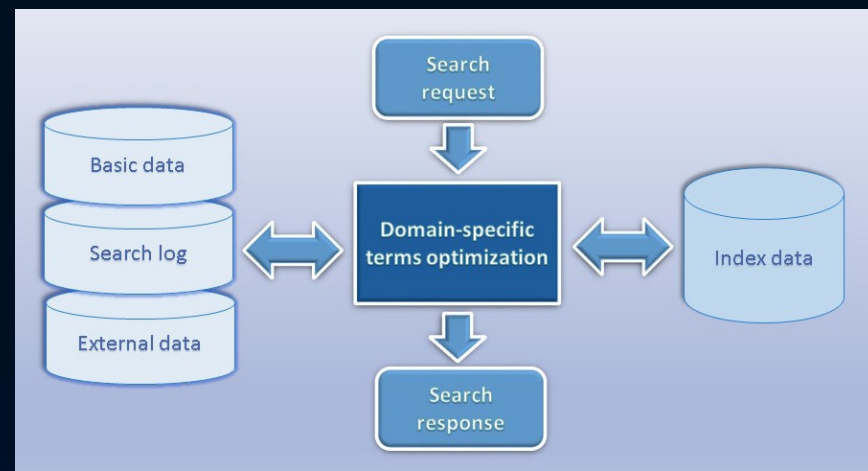 Search
request
Basic data
Search log
External data
Domain-specific
terms optimization
Index data
Search
response